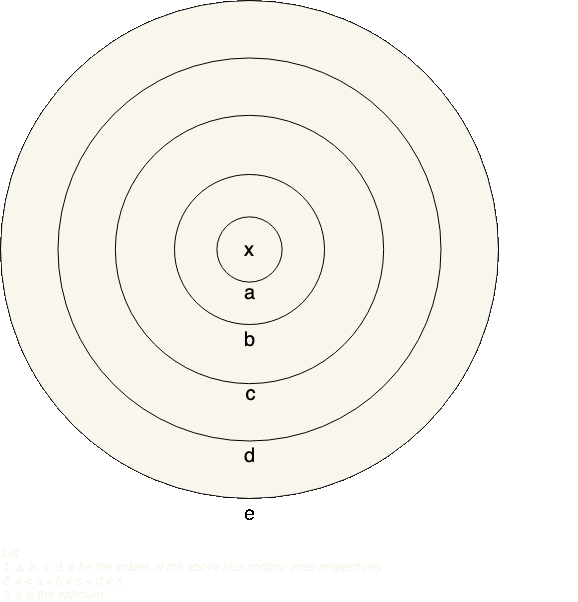 x
a
b
c
d
e
Let
1. a, b, c, d, e be the values of the above loss contour lines respectively
2. x < a < b < c < d < e
3. x is the optimum